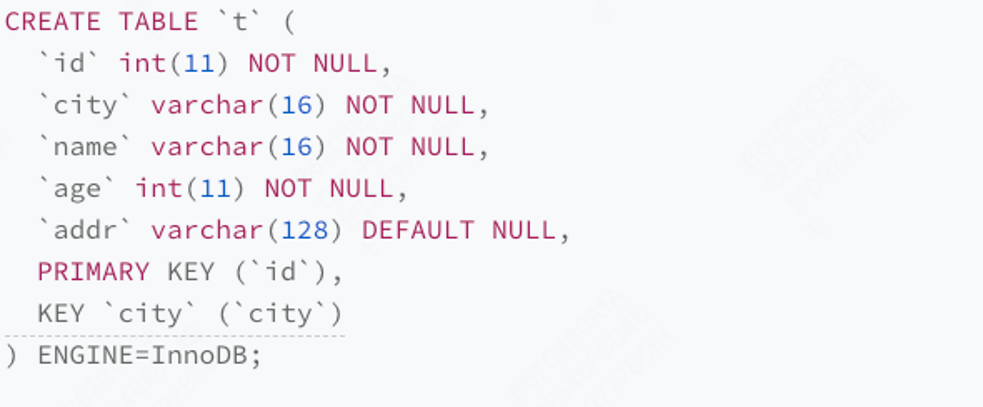 CREATE TABLE `t` (
  `id` int(11) NOT NULL,
  `city` varchar(16) NOT NULL,
  `name` varchar(16) NOT NULL,
  `age` int(11) NOT NULL,
  `addr` varchar(128) DEFAULT NULL,
  PRIMARY KEY (`id`),
  KEY `city` (`city`)
) ENGINE=InnoDB;